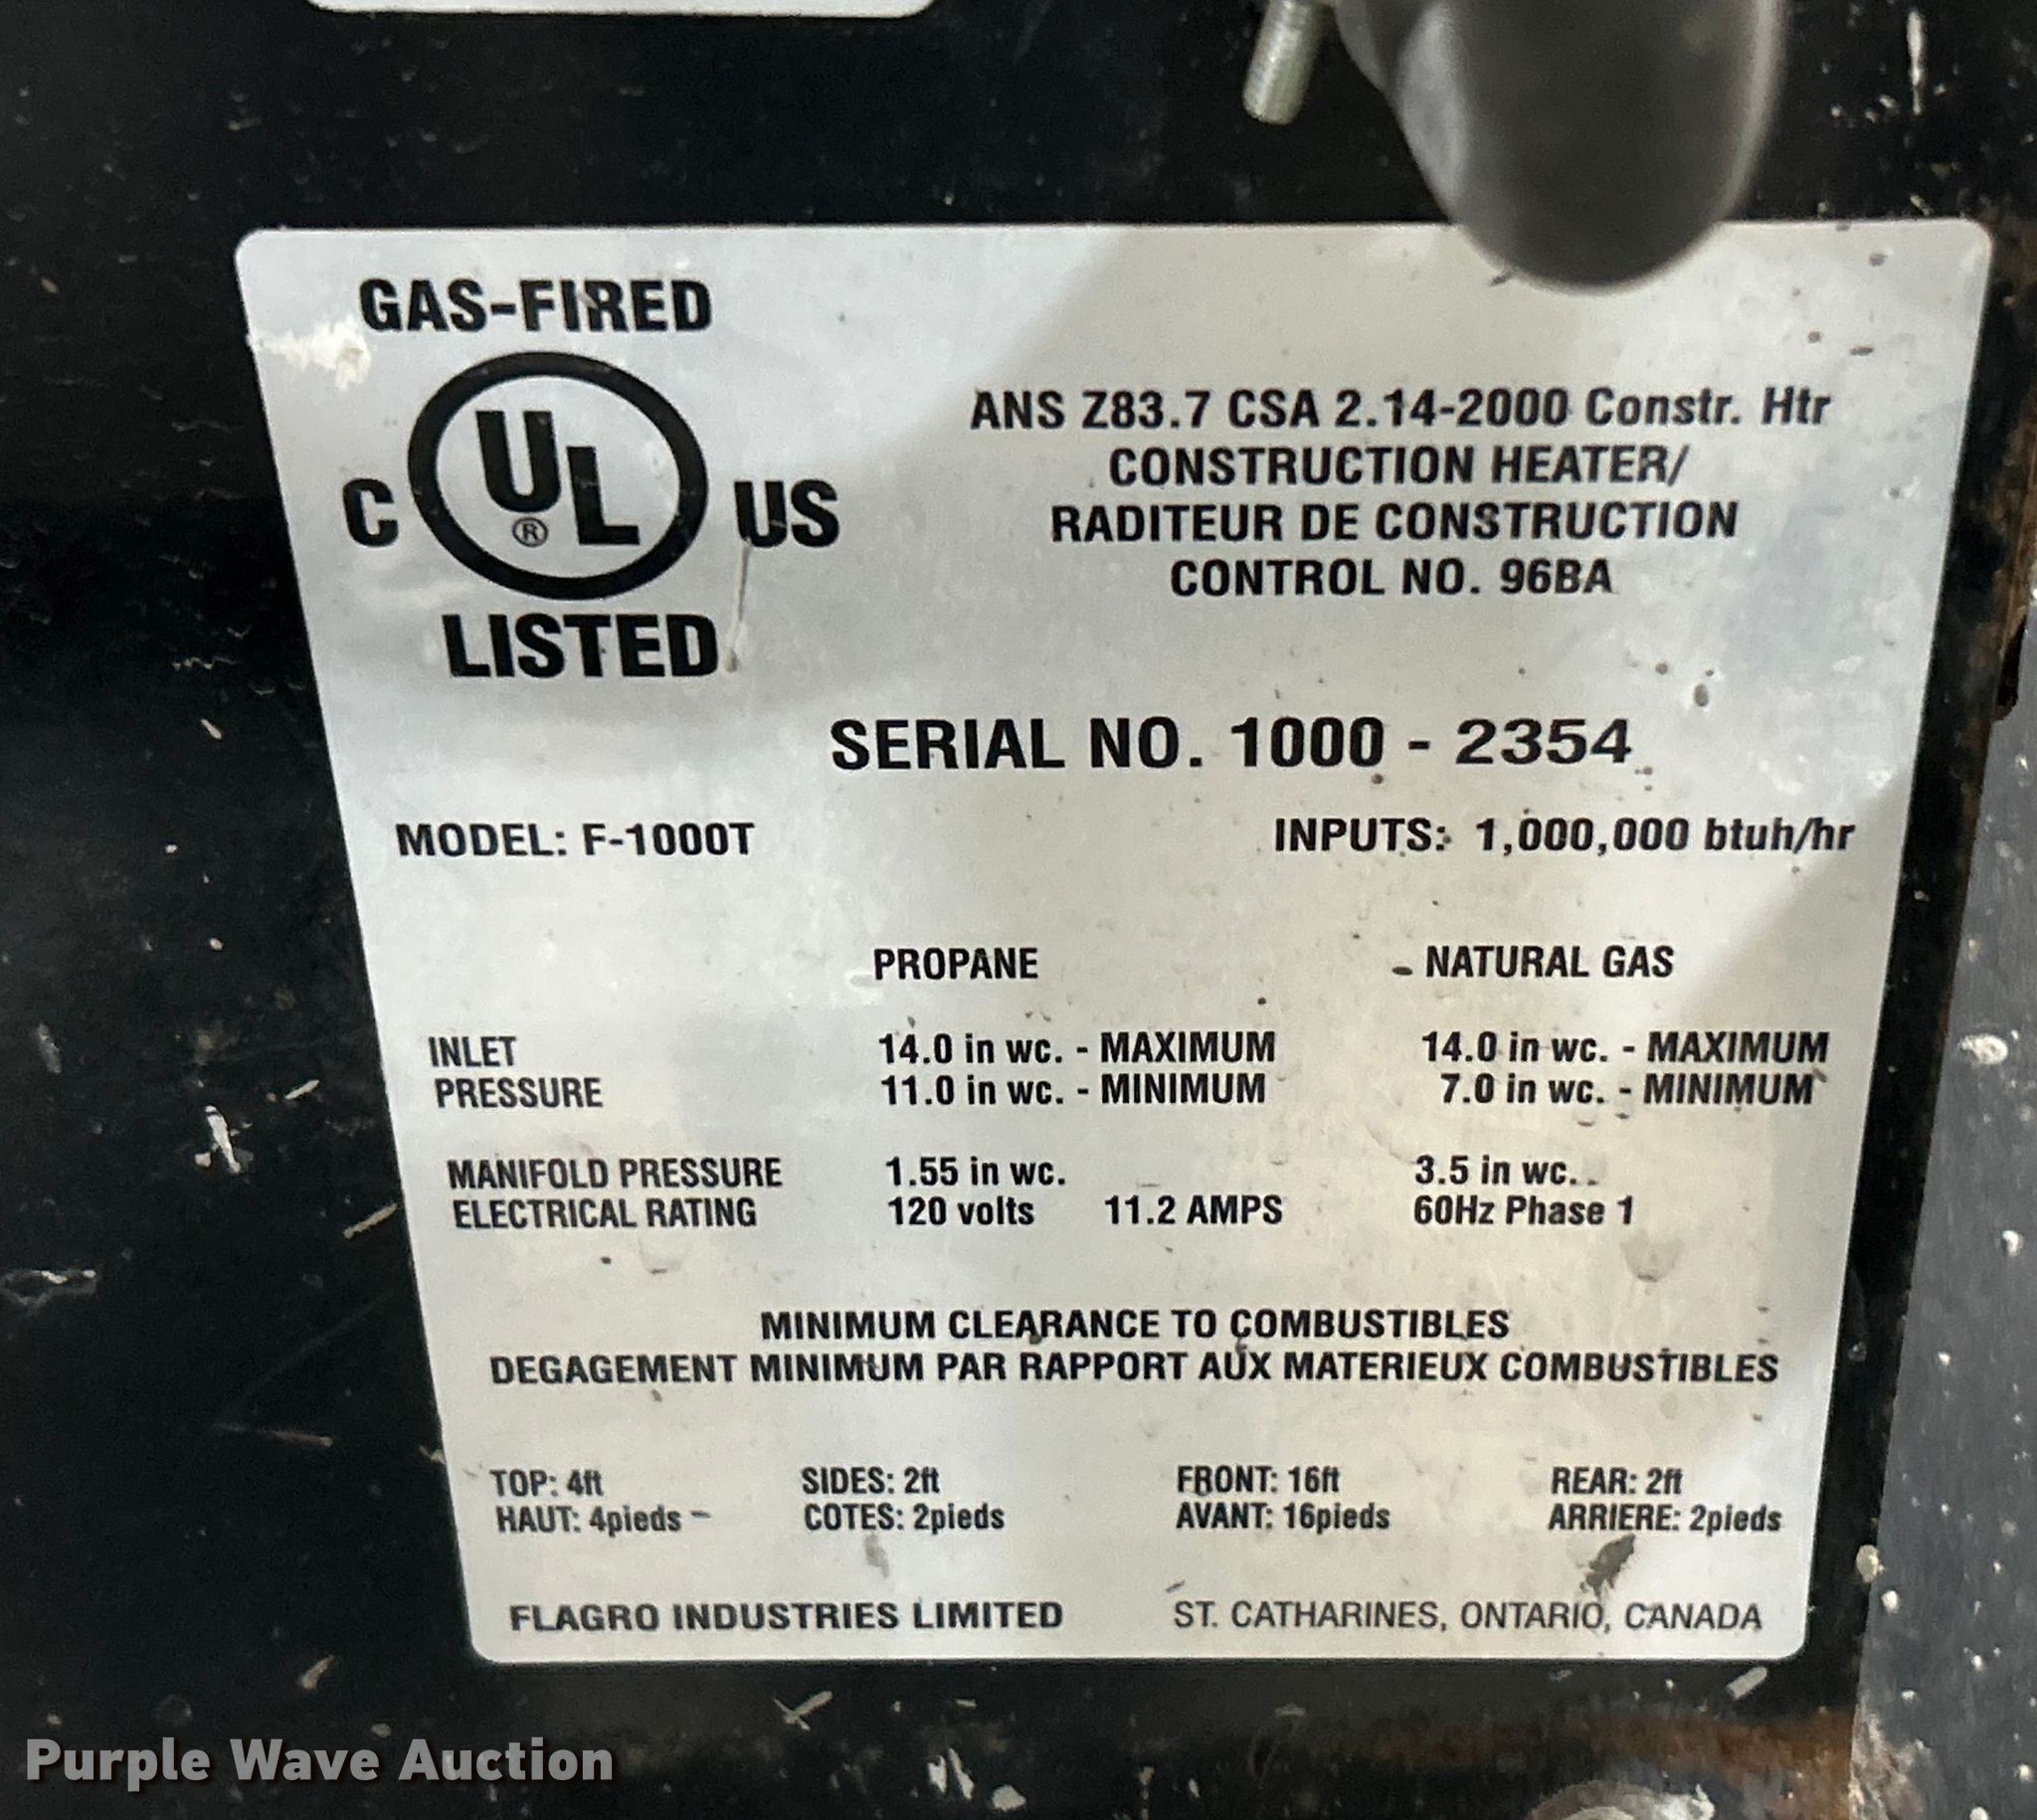 GAS-FIRED
C UL® US
LISTED
ANS Z83.7 CSA 2.14-2000 Constr. Htr
CONSTRUCTION HEATER/
RADITEUR DE CONSTRUCTION
CONTROL NO. 96BA
SERIAL NO. 1000 - 2354
MODEL: F-1000T INPUTS: 1,000,000 btuh/hr
PROPANE NATURAL GAS
INLET 14.0 in wc. - MAXIMUM 14.0 in wc. - MAXIMUM
PRESSURE 11.0 in wc. - MINIMUM 7.0 in wc. - MINIMUM
MANIFOLD PRESSURE 1.55 in wc. 3.5 in wc.
ELECTRICAL RATING 120 volts 11.2 AMPS 60Hz Phase 1
MINIMUM CLEARANCE TO COMBUSTIBLES
DEGAGEMENT MINIMUM PAR RAPPORT AUX MATERIEUX COMBUSTIBLES
TOP: 4ft SIDES: 2ft FRONT: 16ft REAR: 2ft
HAUT: 4pieds COTES: 2pieds AVANT: 16pieds ARRIERE: 2pieds
FLAGRO INDUSTRIES LIMITED ST. CATHARINES, ONTARIO, CANADA
Purple Wave Auction